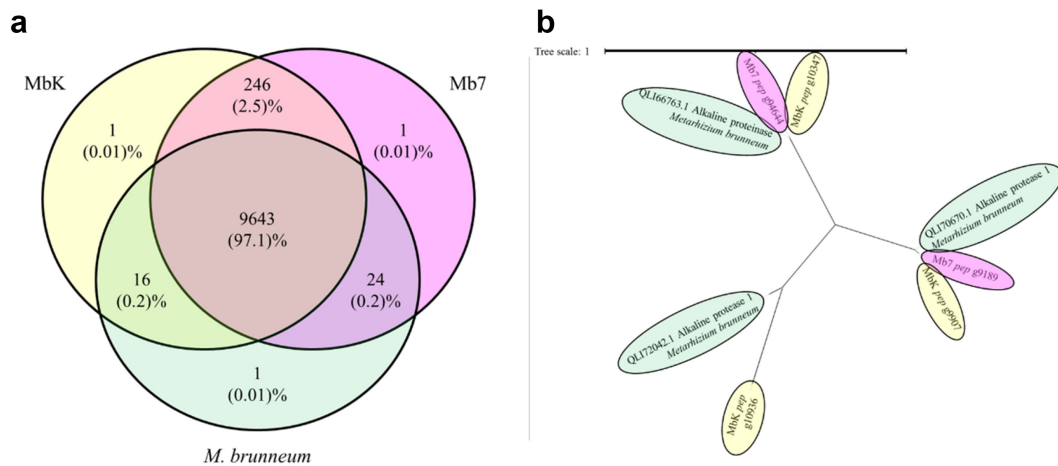 a
MbK
Mb7
246
(2.5)%
1
(0.01)%
1
(0.01)%
9643
(97.1)%
16
(0.2)%
24
(0.2)%
1
(0.01)%
M. brunneum
b
Tree scale: 1
QLI66763.1 Alkaline proteinase
Metarhizium brunneum
Mb7 pep g94644
MbK pep g10347
QLI70670.1 Alkaline protease 1
Metarhizium brunneum
Mb7 pep g9189
MbK pep g9907
QLI72042.1 Alkaline protease 1
Metarhizium brunneum
MbK pep
g10936